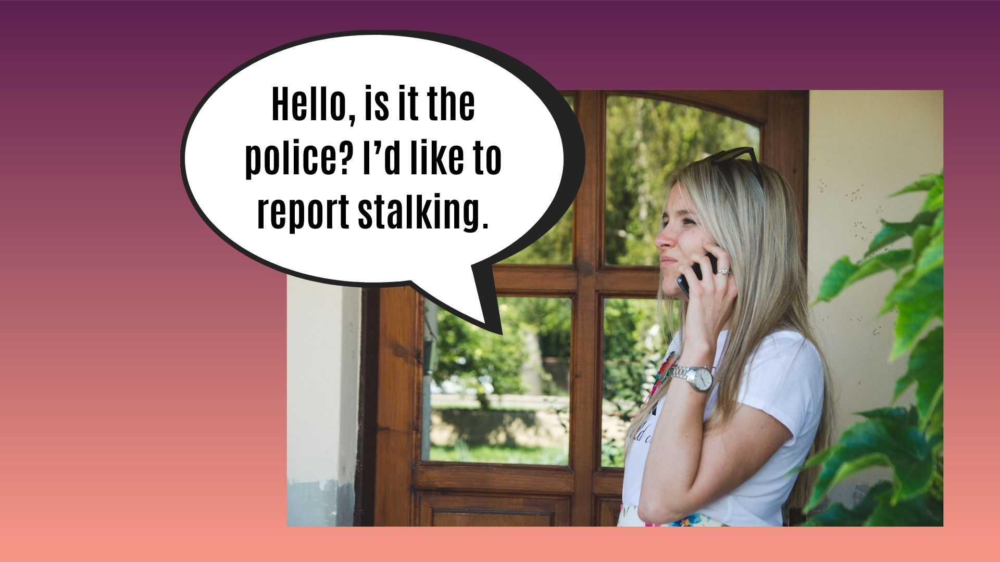 Hello, is it the
police? I’d like to
report stalking.